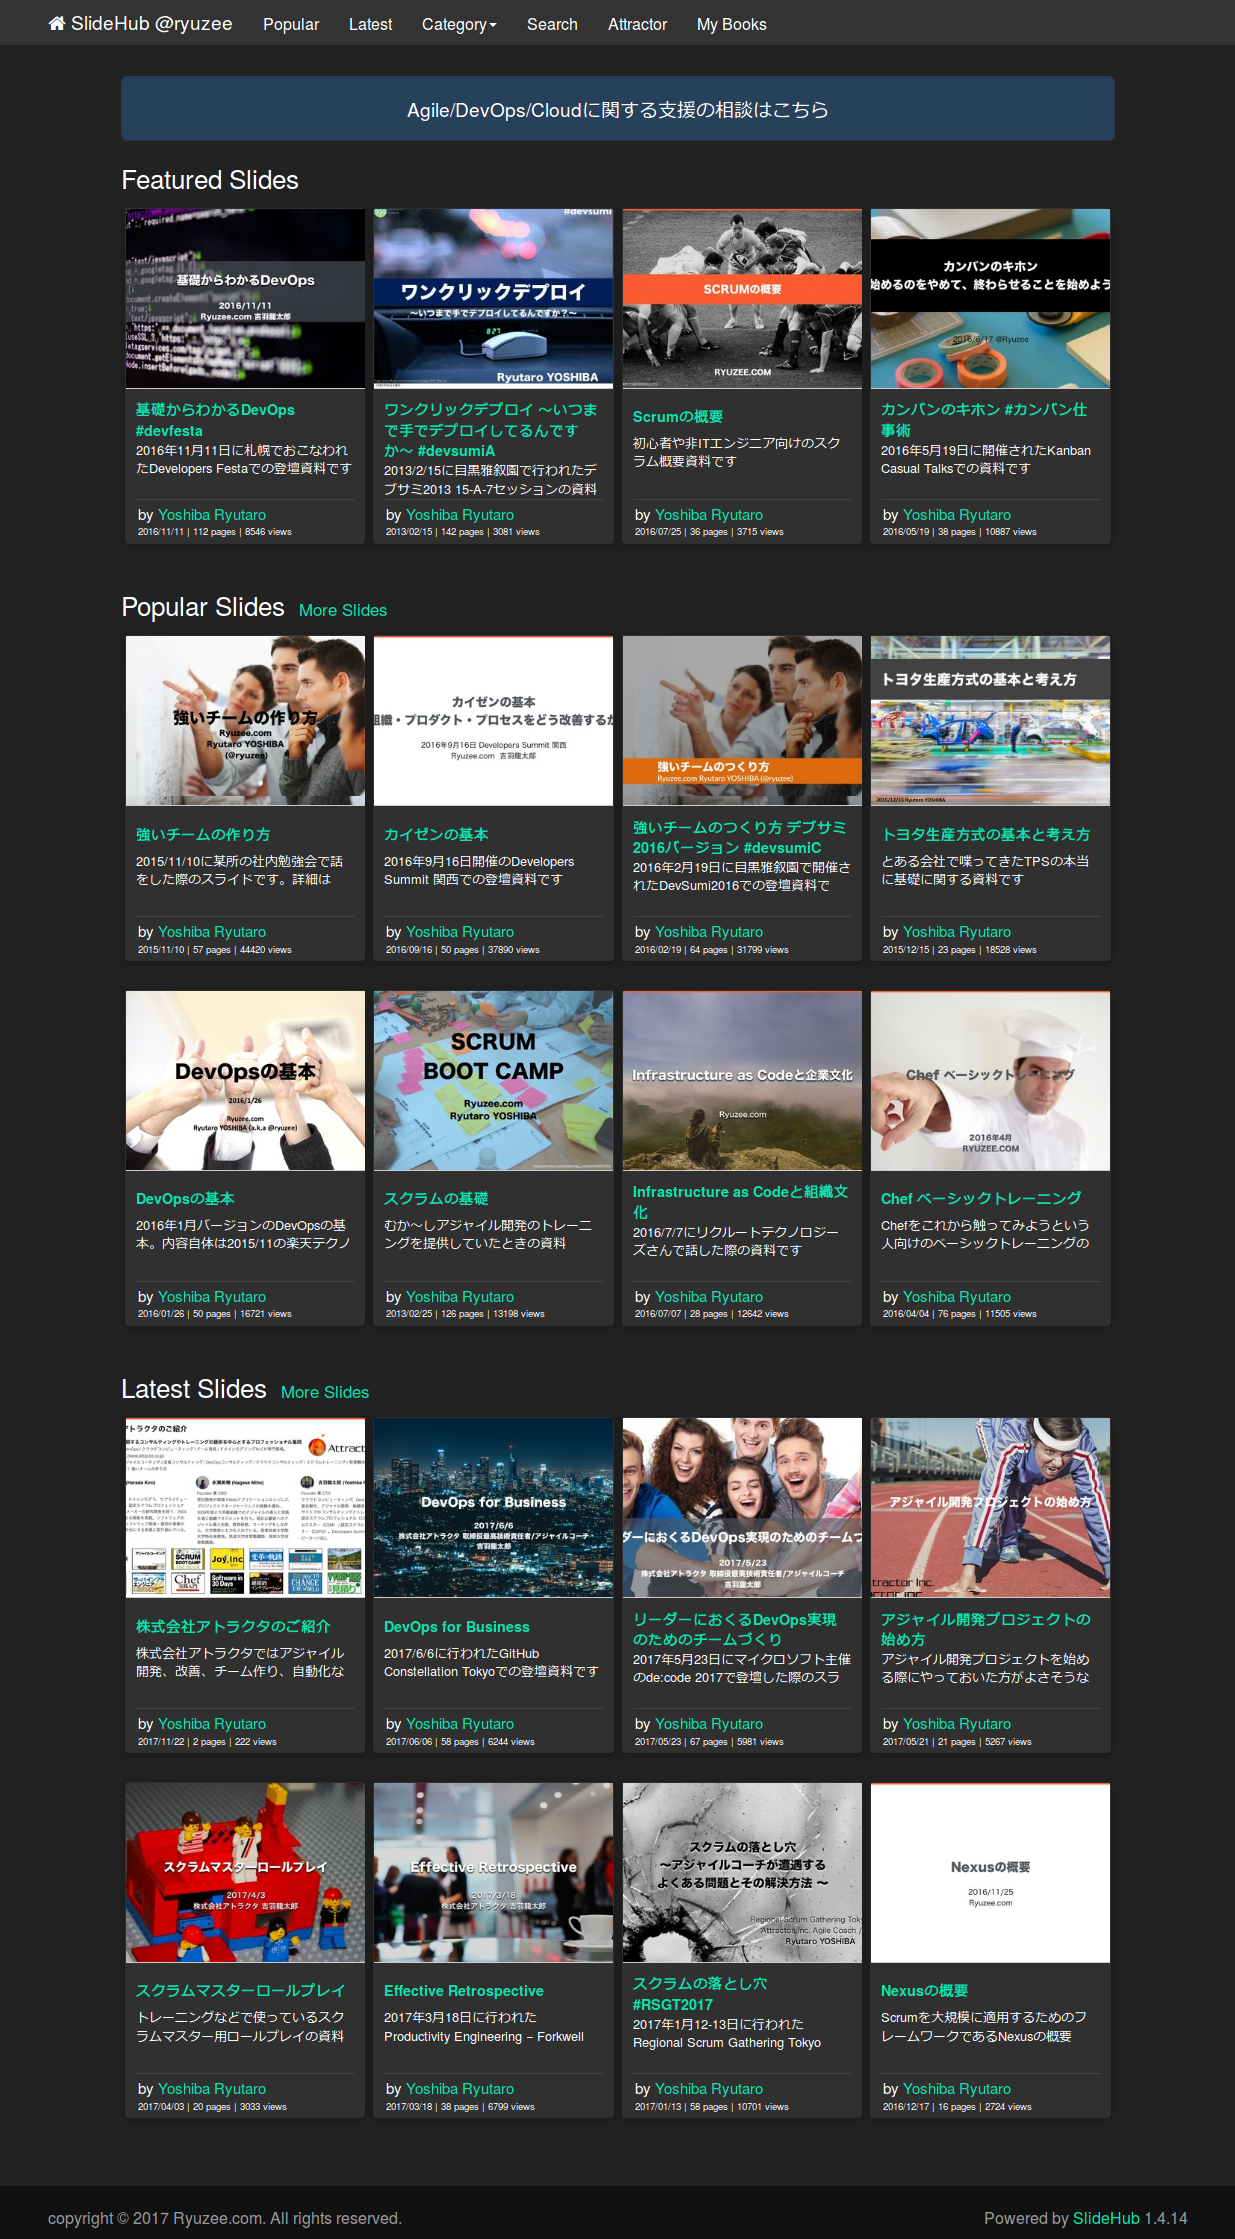 SlideHub @ryuzee Popular Latest Category Search Attractor My Books
Agile/DevOps/Cloudに関する支援の相談はこちら
Featured Slides
基礎からわかるDevOps
2016/11/11
Ryuzee.com 吉羽龍太郎
#devsumi
ワンクリックデプロイ
〜いつまで手でデプロイしてるんですか？〜
Ryutaro YOSHIBA
SCRUMの概要
RYUZEE.COM
カンバンのキホン
始めるのをやめて、終わらせることを始めよう
2016/8/17 @Ryuzee
基礎からわかるDevOps
#devfesta
2016年11月11日に札幌でおこなわれ
たDevelopers Festaでの登壇資料です
by Yoshiba Ryutaro
2016/11/11 | 112 pages | 8546 views
ワンクリックデプロイ 〜いつま
で手でデプロイしてるんです
か〜 #devsumiA
2013/2/15に目黒雅叙園で行われたデ
ブサミ2013 15-A-7セッションの資料
by Yoshiba Ryutaro
2013/02/15 | 142 pages | 3081 views
Scrumの概要
初心者や非ITエンジニア向けのスク
ラム概要資料です
by Yoshiba Ryutaro
2016/07/25 | 36 pages | 3715 views
カンバンのキホン #カンバン仕
事術
2016年5月19日に開催されたKanban
Casual Talksでの資料です
by Yoshiba Ryutaro
2016/05/19 | 38 pages | 10887 views
Popular Slides More Slides
強いチームの作り方
Ryuzee.com
Ryutaro YOSHIBA
(@ryuzee)
カイゼンの基本
組織・プロダクト・プロセスをどう改善するか
2016年9月16日 Developers Summit 関西
Ryuzee.com 吉羽龍太郎
強いチームのつくり方
Ryuzee.com Ryutaro YOSHIBA (@ryuzee)
トヨタ生産方式の基本と考え方
2015/12/15 Ryutaro YOSHIBA
強いチームの作り方
2015/11/10に某所の社内勉強会で話
をした際のスライドです。詳細は
by Yoshiba Ryutaro
2015/11/10 | 57 pages | 44420 views
カイゼンの基本
2016年9月16日開催のDevelopers
Summit 関西での登壇資料です
by Yoshiba Ryutaro
2016/09/16 | 50 pages | 37890 views
強いチームのつくり方 デブサミ
2016バージョン #devsumiC
2016年2月19日に目黒雅叙園で開催さ
れたDevSumi2016での登壇資料で
by Yoshiba Ryutaro
2016/02/19 | 64 pages | 31799 views
トヨタ生産方式の基本と考え方
とある会社で喋ってきたTPSの本当
に基礎に関する資料です
by Yoshiba Ryutaro
2015/12/15 | 23 pages | 18528 views
DevOpsの基本
2016/1/26
Ryuzee.com
Ryutaro YOSHIBA (a.k.a @ryuzee)
SCRUM
BOOT CAMP
Ryuzee.com
Ryutaro YOSHIBA
Infrastructure as Codeと企業文化
Ryuzee.com
Chef ベーシックトレーニング
2016年4月
RYUZEE.COM
DevOpsの基本
2016年1月バージョンのDevOpsの基
本。内容自体は2015/11の楽天テクノ
by Yoshiba Ryutaro
2016/01/26 | 50 pages | 16721 views
スクラムの基礎
むか〜しアジャイル開発のトレーニ
ングを提供していたときの資料
by Yoshiba Ryutaro
2013/02/25 | 126 pages | 13198 views
Infrastructure as Codeと組織文
化
2016/7/7にリクルートテクノロジー
ズさんで話した際の資料です
by Yoshiba Ryutaro
2016/07/07 | 28 pages | 12642 views
Chef ベーシックトレーニング
Chefをこれから触ってみようという
人向けのベーシックトレーニングの
by Yoshiba Ryutaro
2016/04/04 | 76 pages | 11505 views
Latest Slides More Slides
アトラクタのご紹介
DevOps for Business
2017/6/6
株式会社アトラクタ 取締役最高技術責任者/アジャイルコーチ
吉羽龍太郎
ダーにおくるDevOps実現のためのチームづ
2017/5/23
株式会社アトラクタ 取締役最高技術責任者/アジャイルコーチ
吉羽龍太郎
アジャイル開発プロジェクトの始め方
株式会社アトラクタのご紹介
株式会社アトラクタではアジャイル
開発、改善、チーム作り、自動化な
by Yoshiba Ryutaro
2017/11/22 | 2 pages | 222 views
DevOps for Business
2017/6/6に行われたGitHub
Constellation Tokyoでの登壇資料です
by Yoshiba Ryutaro
2017/06/06 | 58 pages | 6244 views
リーダーにおくるDevOps実現
のためのチームづくり
2017年5月23日にマイクロソフト主催
のde:code 2017で登壇した際のスラ
by Yoshiba Ryutaro
2017/05/23 | 67 pages | 5981 views
アジャイル開発プロジェクトの
始め方
アジャイル開発プロジェクトを始め
る際にやっておいた方がよさそうな
by Yoshiba Ryutaro
2017/05/21 | 21 pages | 5267 views
スクラムマスターロールプレイ
2017/4/3
株式会社アトラクタ 吉羽龍太郎
Effective Retrospective
2017/3/18
株式会社アトラクタ 吉羽龍太郎
スクラムの落とし穴
〜アジャイルコーチが遭遇する
よくある問題とその解決方法 〜
Regional Scrum Gathering Toky
Attractor Inc. Agile Coach /
Ryutaro YOSHIBA
Nexusの概要
2016/11/25
Ryuzee.com
スクラムマスターロールプレイ
トレーニングなどで使っているスク
ラムマスター用ロールプレイの資料
by Yoshiba Ryutaro
2017/04/03 | 20 pages | 3033 views
Effective Retrospective
2017年3月18日に行われた
Productivity Engineering − Forkwell
by Yoshiba Ryutaro
2017/03/18 | 38 pages | 6799 views
スクラムの落とし穴
#RSGT2017
2017年1月12-13日に行われた
Regional Scrum Gathering Tokyo
by Yoshiba Ryutaro
2017/01/13 | 58 pages | 10701 views
Nexusの概要
Scrumを大規模に適用するためのフ
レームワークであるNexusの概要
by Yoshiba Ryutaro
2016/12/17 | 16 pages | 2724 views
copyright © 2017 Ryuzee.com. All rights reserved. Powered by SlideHub 1.4.14